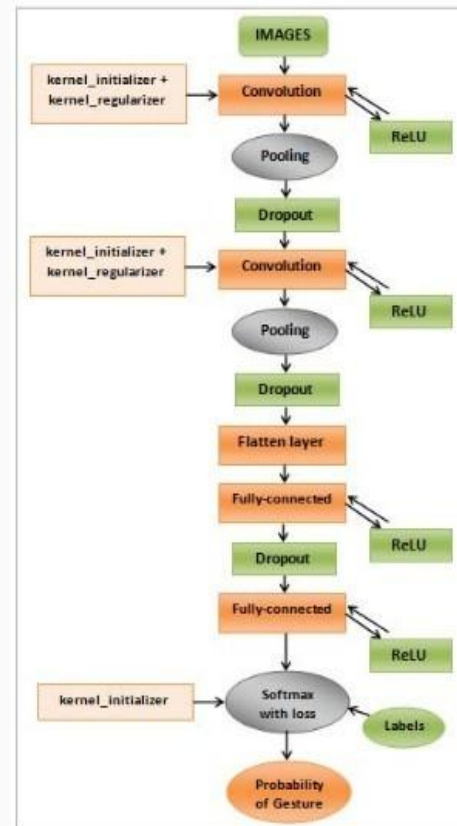 IMAGES
kernel_initializer +
kernel_regularizer
Convolution
ReLU
Pooling
Dropout
kernel_initializer +
kernel_regularizer
Convolution
ReLU
Pooling
Dropout
Flatten layer
Fully-connected
ReLU
Dropout
Fully-connected
ReLU
kernel_initializer
Softmax
with loss
Labels
Probability
of Gesture